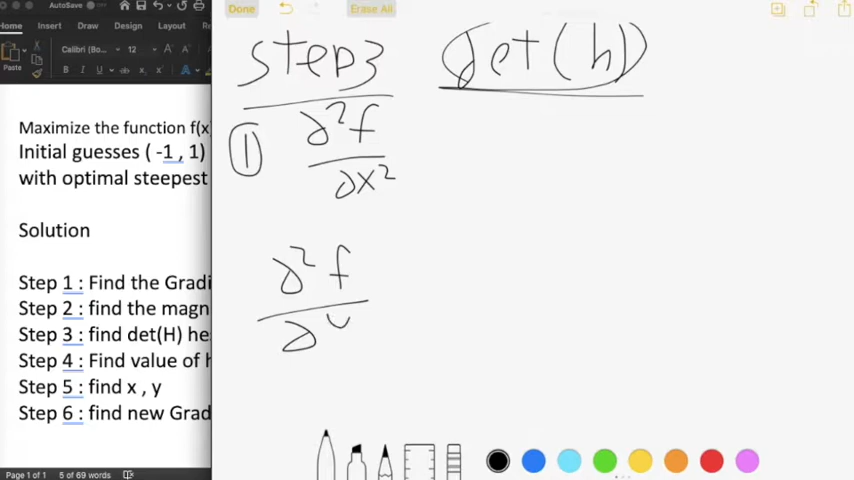 AutoSave
Home Insert Draw Design Layout
Calibri (Bo... 12
Paste
B I U
Maximize the function f(x
Initial guesses ( -1 , 1)
with optimal steepest
Solution
Step 1 : Find the Gradi
Step 2 : find the magn
Step 3 : find det(H) he
Step 4 : Find value of h
Step 5 : find x , y
Step 6 : find new Grad
Page 1 of 1 5 of 69 words
Done Erase All
step3 det(h)
① ∂²f
∂x²
∂²f
∂